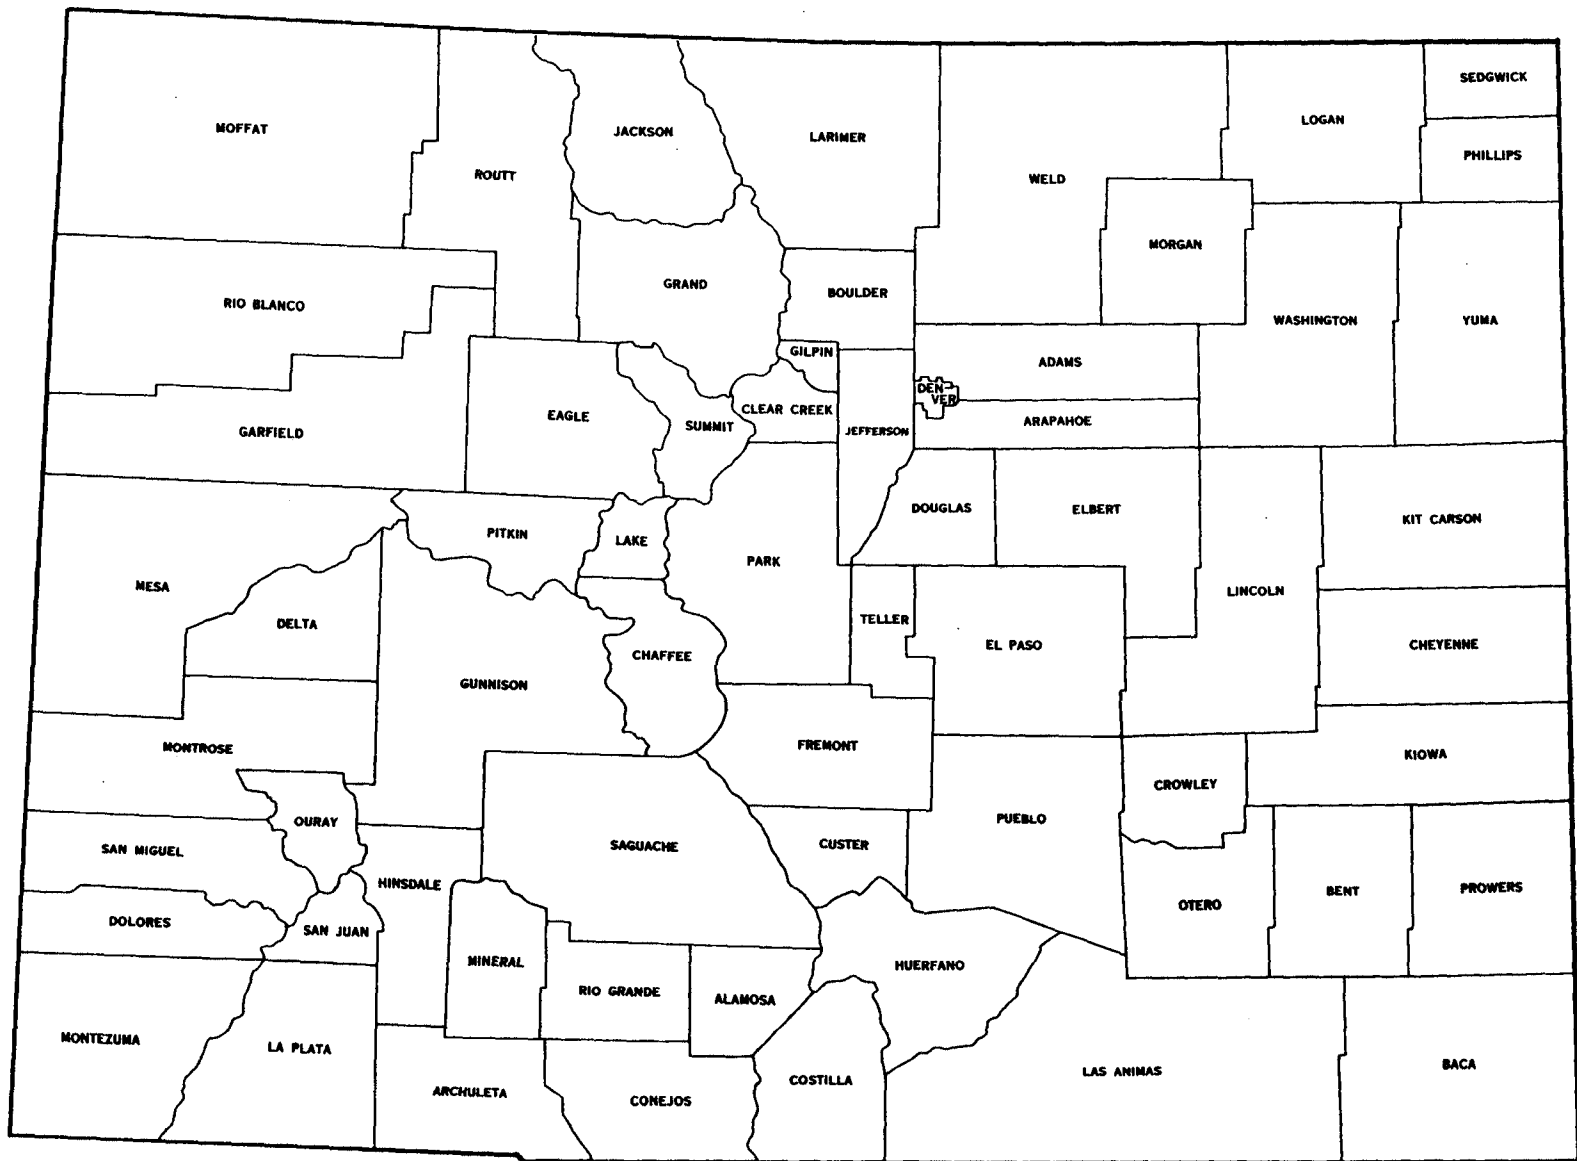 SEDGWICK
MOFFAT
JACKSON
LARIMER
LOGAN
PHILLIPS
ROUTT
WELD
MORGAN
GRAND
RIO BLANCO
BOULDER
WASHINGTON
YUMA
GILPIN
ADAMS
DEN
VER
EAGLE
CLEAR CREEK
SUMMIT
ARAPAHOE
GARFIELD
JEFFERSON
DOUGLAS
ELBERT
KIT CARSON
PITKIN
LAKE
PARK
MESA
LINCOLN
DELTA
TELLER
EL PASO
CHEYENNE
CHAFFEE
GUNNISON
MONTROSE
FREMONT
KIOWA
CROWLEY
OURAY
PUEBLO
SAN MIGUEL
SAGUACHE
CUSTER
HINSDALE
PROWERS
BENT
OTERO
DOLORES
SAN JUAN
MINERAL
HUERFANO
RIO GRANDE
ALAMOSA
MONTEZUMA
LA PLATA
ARCHULETA
CONEJOS
COSTILLA
LAS ANIMAS
BACA